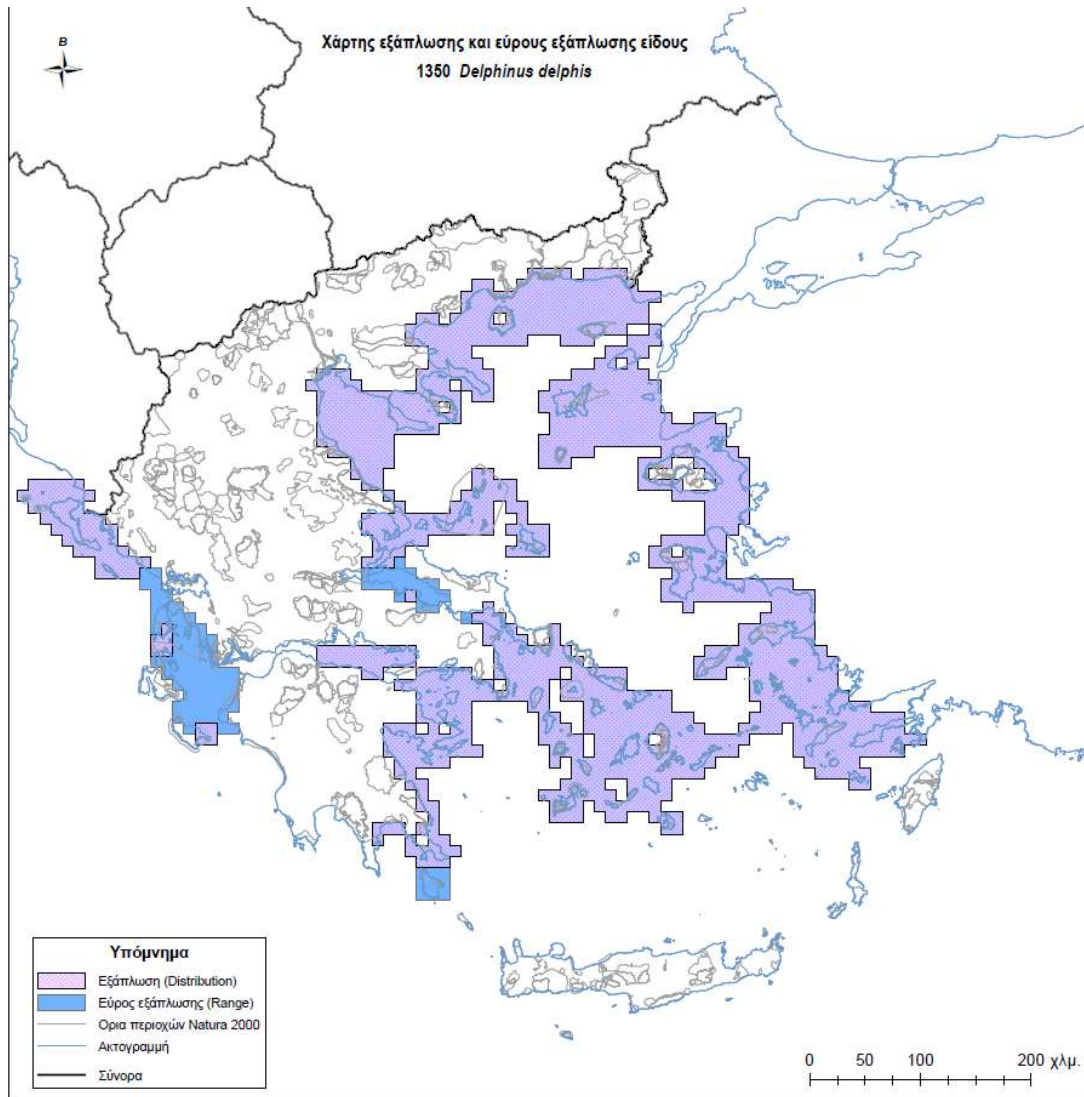 Χάρτης εξάπλωσης και εύρους εξάπλωσης είδους
1350 Delphinus delphis
B
Υπόμνημα
Εξάπλωση (Distribution)
Εύρος εξάπλωσης (Range)
Ορια περιοχών Natura 2000
Ακτογραμμή
Σύνορα
0 50 100 200 χλμ.